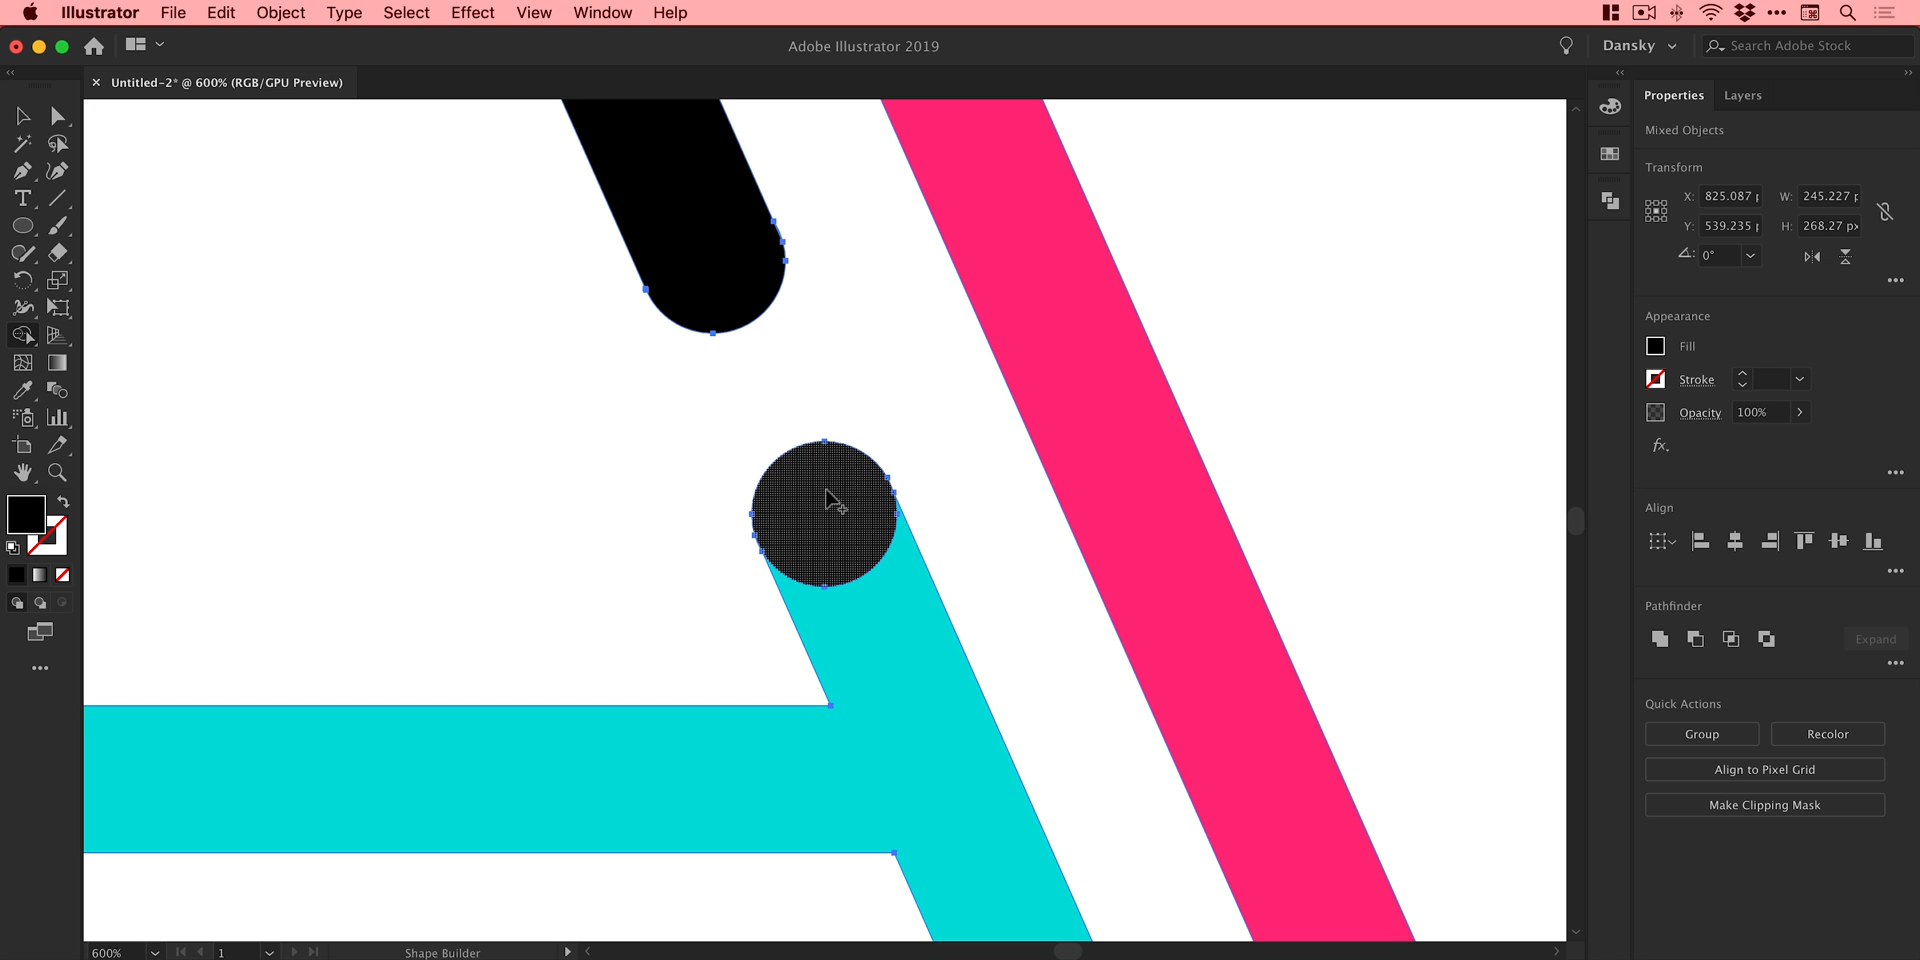 Illustrator File Edit Object Type Select Effect View Window Help
Adobe Illustrator 2019
Dansky
Search Adobe Stock
× Untitled-2* @ 600% (RGB/GPU Preview)
Properties Layers
Mixed Objects
Transform
X: 825.087 p W: 245.227 p
Y: 539.235 p H: 268.27 px
0°
Appearance
Fill
Stroke
Opacity 100%
fx.
Align
Pathfinder
Expand
Quick Actions
Group Recolor
Align to Pixel Grid
Make Clipping Mask
600% 1 Shape Builder